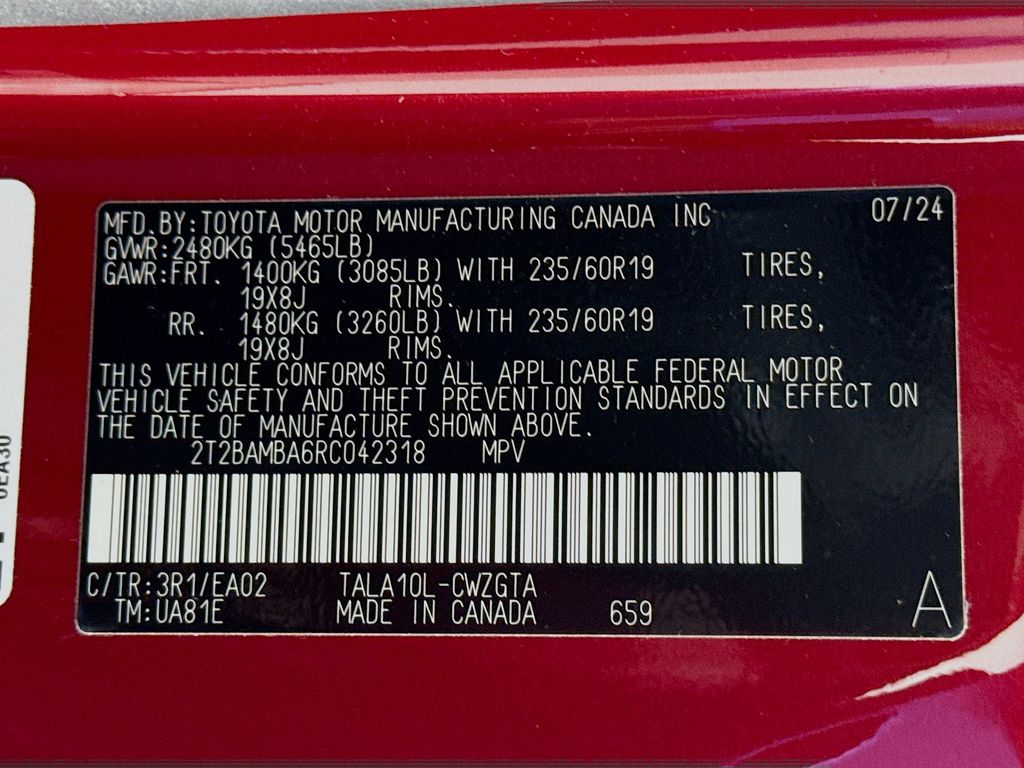 MFD.BY:TOYOTA MOTOR MANUFACTURING CANADA INC 07/24
GVWR:2480KG (5465LB)
GAWR:FRT. 1400KG (3085LB) WITH 235/60R19 TIRES,
19X8J RIMS.
RR. 1480KG (3260LB) WITH 235/60R19 TIRES,
19X8J RIMS.
THIS VEHICLE CONFORMS TO ALL APPLICABLE FEDERAL MOTOR
VEHICLE SAFETY AND THEFT PREVENTION STANDARDS IN EFFECT ON
THE DATE OF MANUFACTURE SHOWN ABOVE.
2T2BAMBA6RC042318 MPV
C/TR:3R1/EA02 TALA10L-CWZGTA
TM:UA81E MADE IN CANADA 659 A